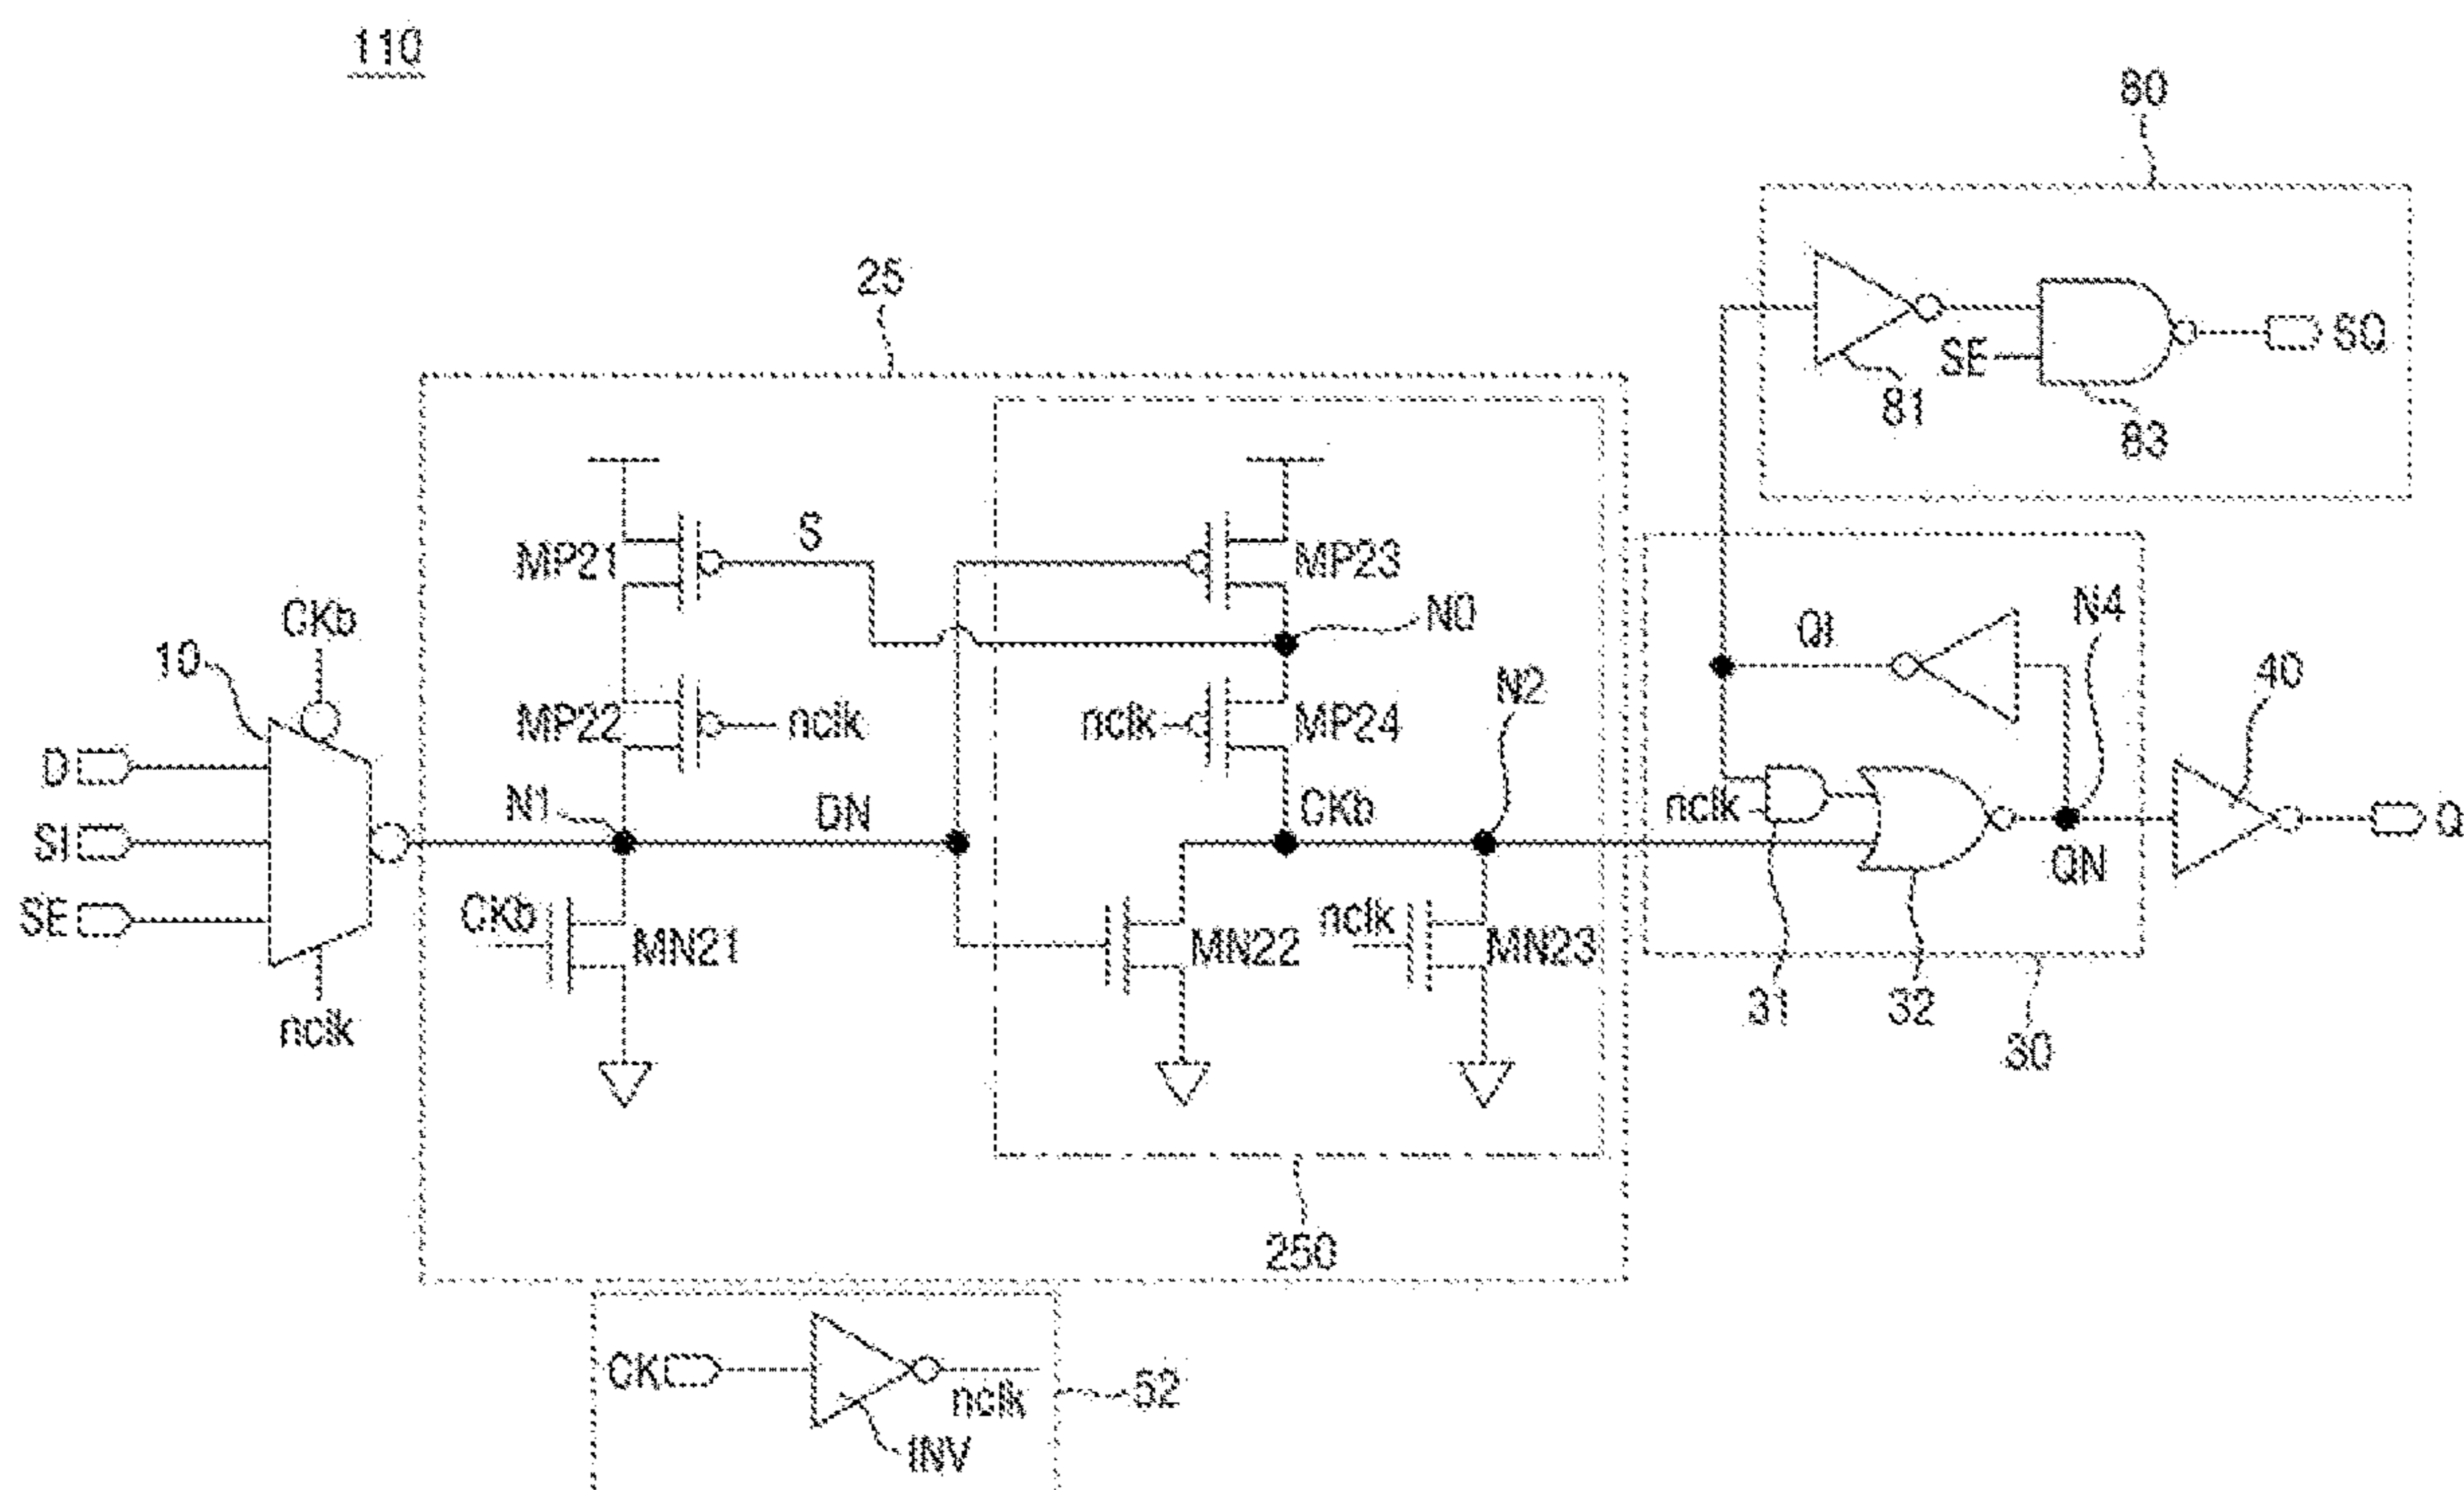 110
80
25
81
SE
SQ
83
MP21
S
MP23
N0
CKb
10
MP22
nclk
nclk
MP24
N2
QI
N4
40
D
SI
SE
N1
DN
CKb
nclk
QN
Q
CKb
MN21
MN22
nclk
MN23
nclk
31
32
30
250
CK
nclk
INV
52